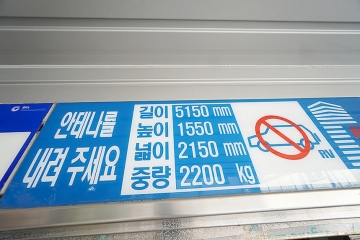 안테나를
내려 주세요
길이 5150 mm
높이 1550 mm
넓이 2150 mm
중량 2200 kg